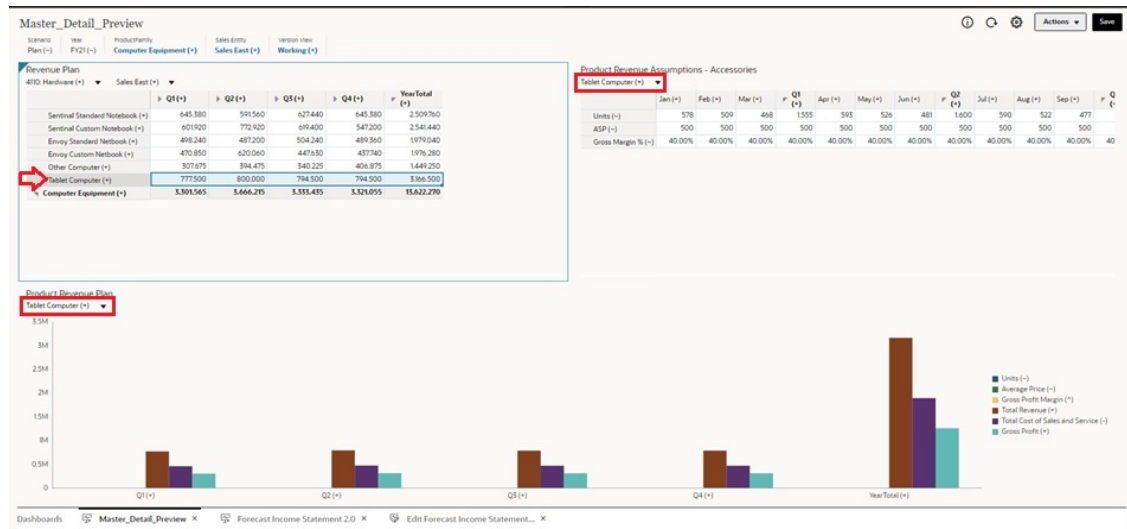 Master_Detail_Preview
Actions
Save
Scenario Year ProductFamily Sales Entity Version View
Plan (~) FY21 (~) Computer Equipment (+) Sales East (+) Working (+)
Revenue Plan
4110: Hardware (+) Sales East (+)
Q1 (+) Q2 (+) Q3 (+) Q4 (+) YearTotal (+)
Sentinal Standard Notebook (+) 645.380 591.560 627.440 645.380 2.509.760
Sentinal Custom Notebook (+) 601.920 772.920 619.400 547.200 2.541.440
Envoy Standard Netbook (+) 498.240 487.200 504.240 489.360 1.979.040
Envoy Custom Netbook (+) 470.850 620.060 447.630 437.740 1.976.280
Other Computer (+) 307.675 394.475 340.225 406.875 1.449.250
Tablet Computer (+) 777.500 800.000 794.500 794.500 3.166.500
Computer Equipment (+) 3.301.565 3.666.215 3.333.435 3.321.055 13.622.270
Product Revenue Assumptions - Accessories
Tablet Computer (+)
Jan (+) Feb (+) Mar (+) Q1 (+) Apr (+) May (+) Jun (+) Q2 (+) Jul (+) Aug (+) Sep (+) Q (
Units (~) 578 509 468 1.555 593 526 481 1.600 590 522 477
ASP (~) 500 500 500 500 500 500 500 500 500 500 500
Gross Margin % (~) 40.00% 40.00% 40.00% 40.00% 40.00% 40.00% 40.00% 40.00% 40.00% 40.00% 40.00% 40
Product Revenue Plan
Tablet Computer (+)
3.5M
3M
2.5M
2M
1.5M
1M
0.5M
0
Q1 (+) Q2 (+) Q3 (+) Q4 (+) YearTotal (+)
Units (~)
Average Price (~)
Gross Profit Margin (^)
Total Revenue (+)
Total Cost of Sales and Service (-)
Gross Profit (+)
Dashboards Master_Detail_Preview × Forecast Income Statement 2.0 × Edit Forecast Income Statement... ×